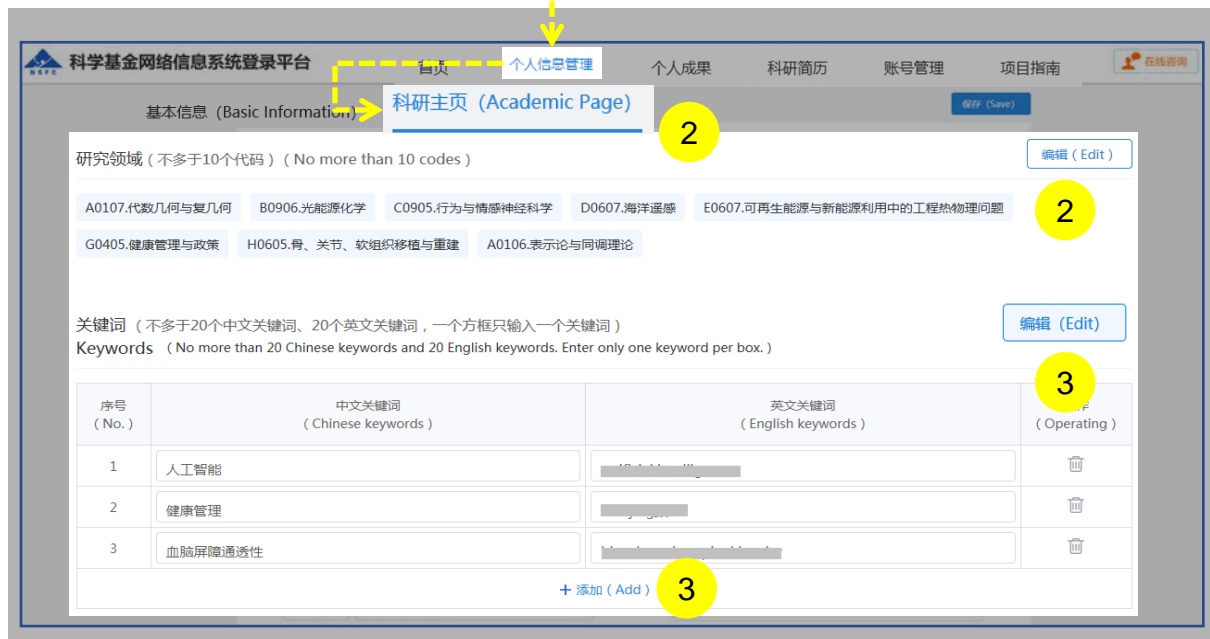 NSFC 科学基金网络信息系统登录平台 首页 个人信息管理 个人成果 科研简历 账号管理 项目指南 在线咨询
基本信息（Basic Information） 科研主页（Academic Page） 保存 (Save)
2
研究领域（不多于10个代码）（No more than 10 codes） 编辑（Edit）
A0107.代数几何与复几何 B0906.光能源化学 C0905.行为与情感神经科学 D0607.海洋遥感 E0607.可再生能源与新能源利用中的工程热物理问题 2
G0405.健康管理与政策 H0605.骨、关节、软组织移植与重建 A0106.表示论与同调理论
关键词（不多于20个中文关键词、20个英文关键词，一个方框只输入一个关键词） 编辑（Edit）
Keywords （No more than 20 Chinese keywords and 20 English keywords. Enter only one keyword per box.）
3
序号 中文关键词 英文关键词
（No.） （Chinese keywords） （English keywords） （Operating）
1 人工智能
2 健康管理
3 血脑屏障通透性
+ 添加（Add） 3